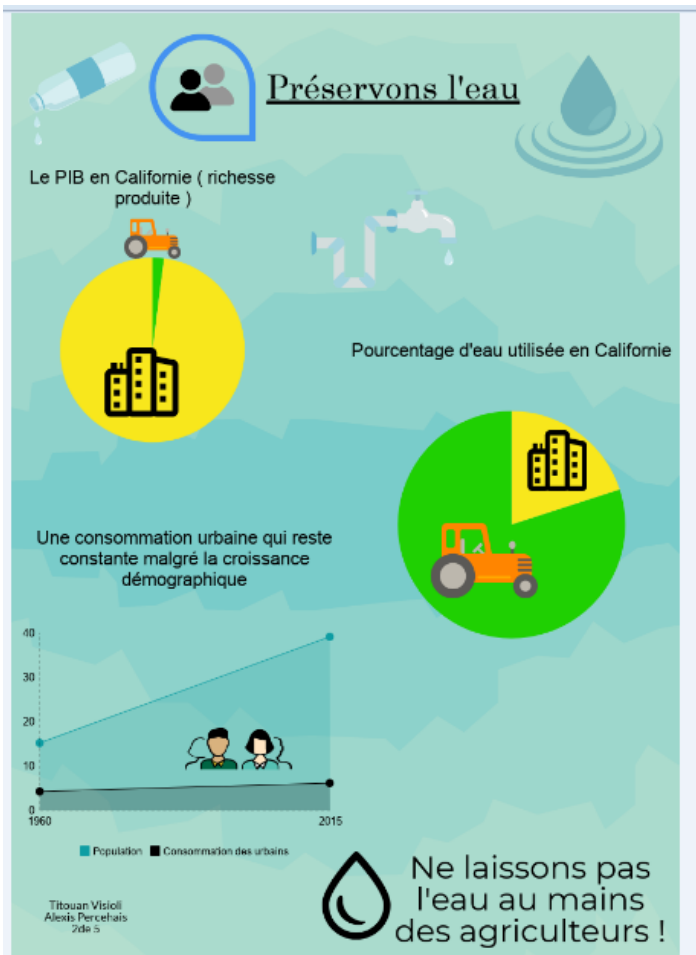 Préservons l'eau
Le PIB en Californie ( richesse
produite )
Pourcentage d'eau utilisée en Californie
Une consommation urbaine qui reste
constante malgré la croissance
démographique
40
30
20
10
0
1960
2015
Population
Consommation des urbains
Titouan Visioli
Alexis Percehais
2de 5
Ne laissons pas
l'eau au mains
des agriculteurs !